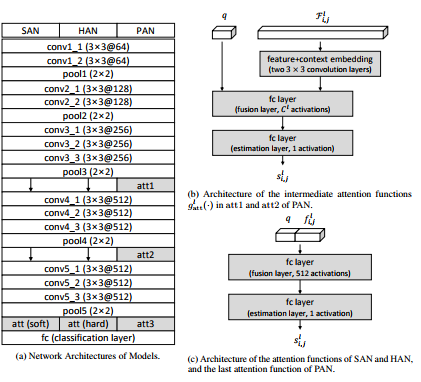 SAN HAN PAN
conv1_1 (3×3@64)
conv1_2 (3×3@64)
pool1 (2×2)
conv2_1 (3×3@128)
conv2_2 (3×3@128)
pool2 (2×2)
conv3_1 (3×3@256)
conv3_2 (3×3@256)
conv3_3 (3×3@256)
pool3 (2×2)
att1
conv4_1 (3×3@512)
conv4_2 (3×3@512)
conv4_3 (3×3@512)
pool4 (2×2)
att2
conv5_1 (3×3@512)
conv5_2 (3×3@512)
conv5_3 (3×3@512)
pool5 (2×2)
att (soft) att (hard) att3
fc (classification layer)
(a) Network Architectures of Models.
q ℱ^l_{i,j}
feature+context embedding
(two 3 × 3 convolution layers)
fc layer
(fusion layer, C^l activations)
fc layer
(estimation layer, 1 activation)
s^l_{i,j}
(b) Architecture of the intermediate attention functions
g^l_{att}(·) in att1 and att2 of PAN.
q f^l_{i,j}
fc layer
(fusion layer, 512 activations)
fc layer
(estimation layer, 1 activation)
s^l_{i,j}
(c) Architecture of the attention functions of SAN and HAN,
and the last attention function of PAN.